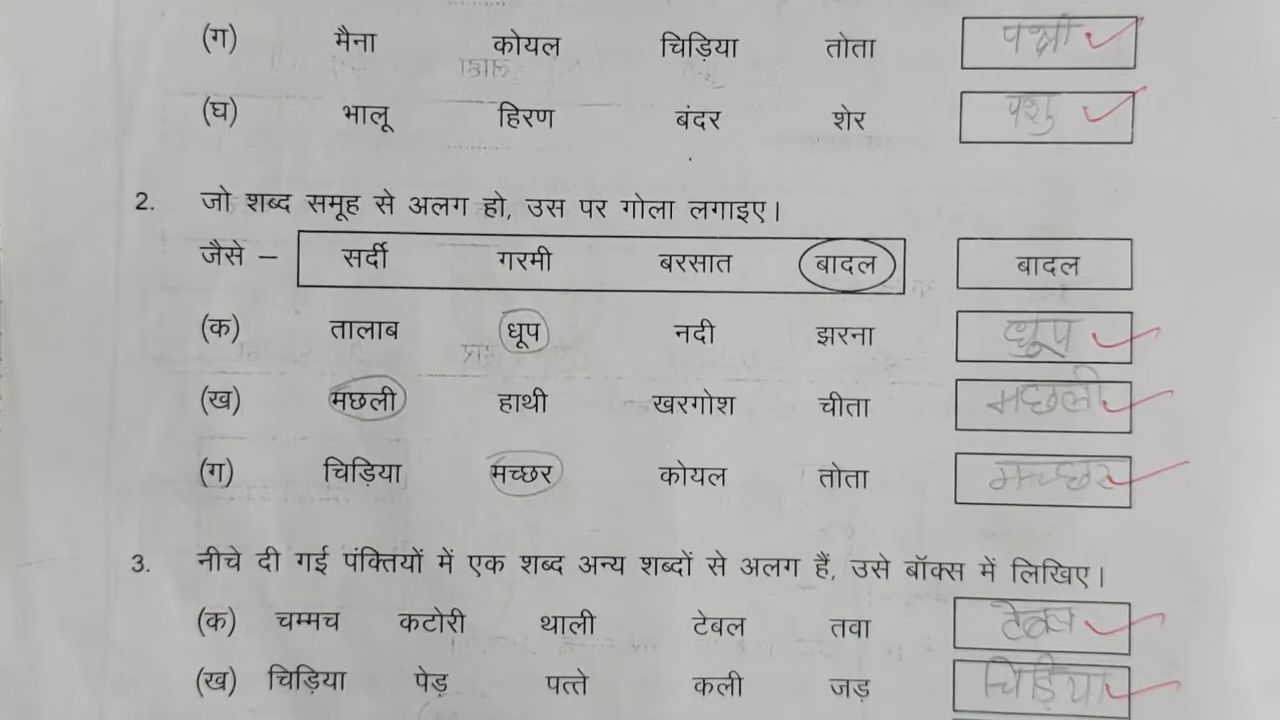 (ग) मैना कोयल चिड़िया तोता पक्षी
(घ) भालू हिरण बंदर शेर पशु
2. जो शब्द समूह से अलग हो, उस पर गोला लगाइए।
जैसे – सर्दी गरमी बरसात बादल बादल
(क) तालाब धूप नदी झरना धूप
(ख) मछली हाथी खरगोश चीता मछली
(ग) चिड़िया मच्छर कोयल तोता मच्छर
3. नीचे दी गई पंक्तियों में एक शब्द अन्य शब्दों से अलग हैं, उसे बॉक्स में लिखिए।
(क) चम्मच कटोरी थाली टेबल तवा टेबल
(ख) चिड़िया पेड़ पत्ते कली जड़ चिड़िया